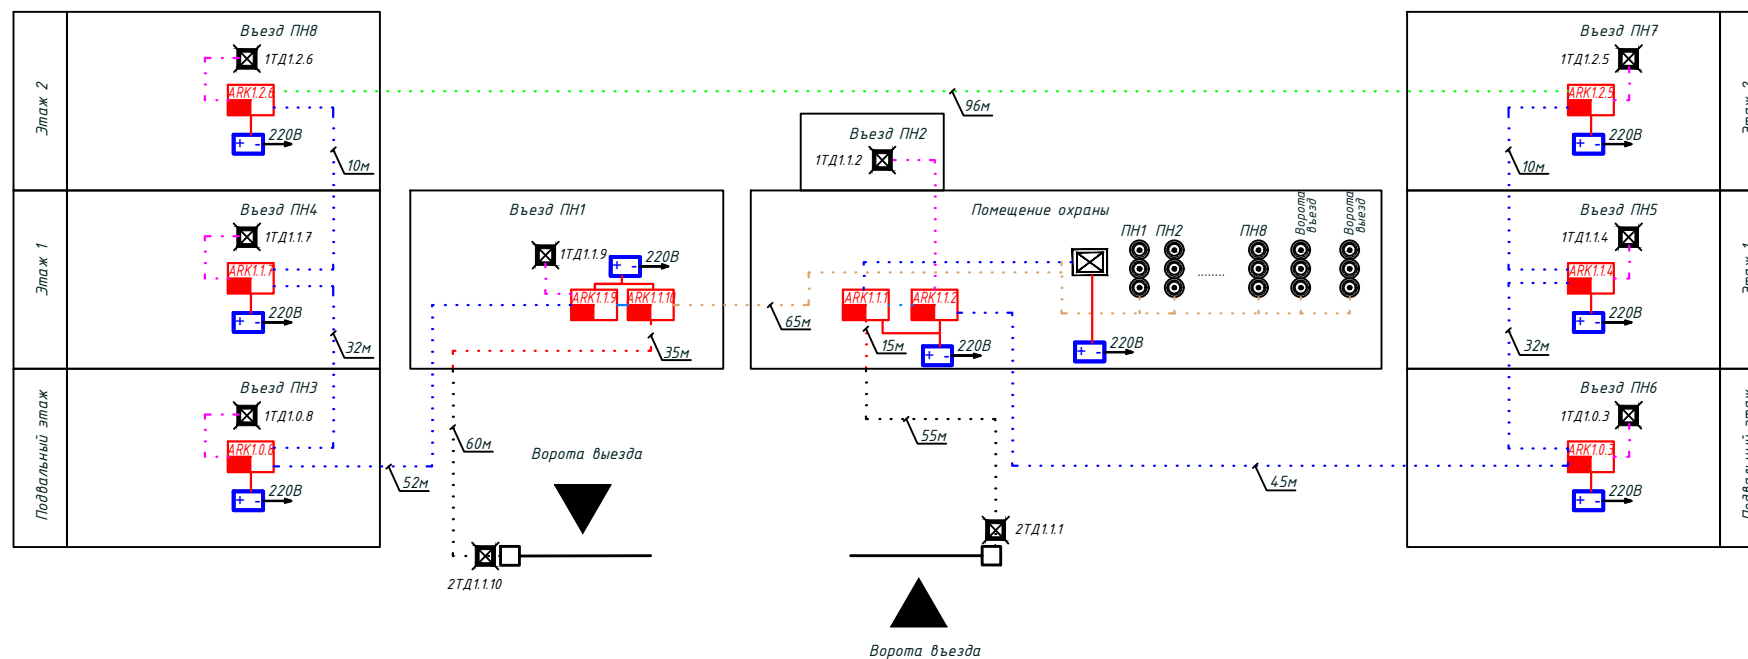 Этаж 2
Въезд ПН8
1ТД1.2.6
ARK1.2.6
220В
10м
Этаж 1
Въезд ПН4
1ТД1.1.7
ARK1.1.7
220В
32м
Подвальный этаж
Въезд ПН3
1ТД1.0.8
ARK1.0.8
220В
52м
96м
Въезд ПН1
1ТД1.1.9
220В
ARK1.1.9
ARK1.1.10
35м
65м
60м
Ворота выезда
2ТД1.1.10
Въезд ПН2
1ТД1.1.2
Помещение охраны
ПН1 ПН2
........
ПН8
Ворота въезд
Ворота выезд
ARK1.1.1
ARK1.1.2
15м
220В
220В
55м
45м
2ТД1.1.1
Ворота въезда
Въезд ПН7
1ТД1.2.5
ARK1.2.5
220В
10м
Въезд ПН5
1ТД1.1.4
ARK1.1.4
220В
32м
Въезд ПН6
1ТД1.0.3
ARK1.0.3
220В
Этаж 2
Этаж 1
Подвальный этаж